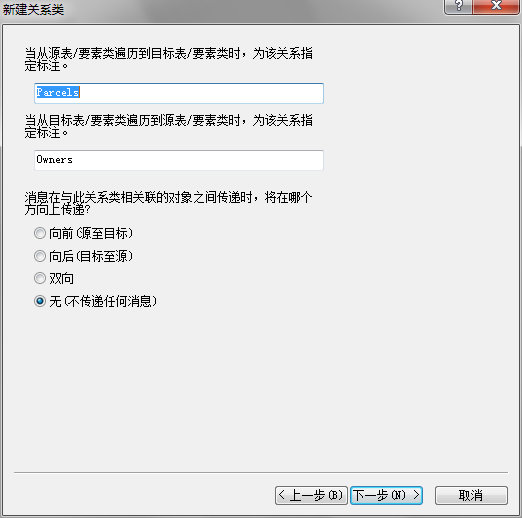 新建关系类
当从源表/要素类遍历到目标表/要素类时，为该关系指
定标注。
Parcels
当从目标表/要素类遍历到源表/要素类时，为该关系指
定标注。
Owners
消息在与此关系类相关联的对象之间传递时，将在哪个
方向上传递?
向前(源至目标)
向后(目标至源)
双向
无(不传递任何消息)
< 上一步(B) 下一步(N) > 取消